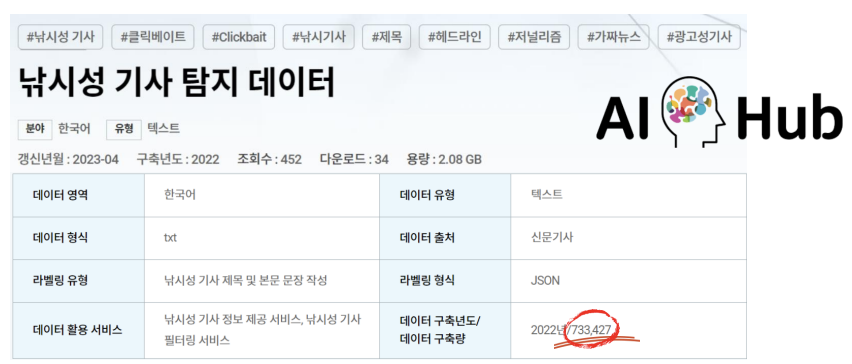 #낚시성 기사 #클릭베이트 #Clickbait #낚시기사 #제목 #헤드라인 #저널리즘 #가짜뉴스 #광고성기사
낚시성 기사 탐지 데이터
AI Hub
분야 한국어 유형 텍스트
갱신년월 : 2023-04 구축년도 : 2022 조회수 : 452 다운로드 : 34 용량 : 2.08 GB
데이터 영역 한국어 데이터 유형 텍스트
데이터 형식 txt 데이터 출처 신문기사
라벨링 유형 낚시성 기사 제목 및 본문 문장 작성 라벨링 형식 JSON
데이터 활용 서비스 낚시성 기사 정보 제공 서비스, 낚시성 기사
필터링 서비스
데이터 구축년도/
데이터 구축량
2022년/733,427